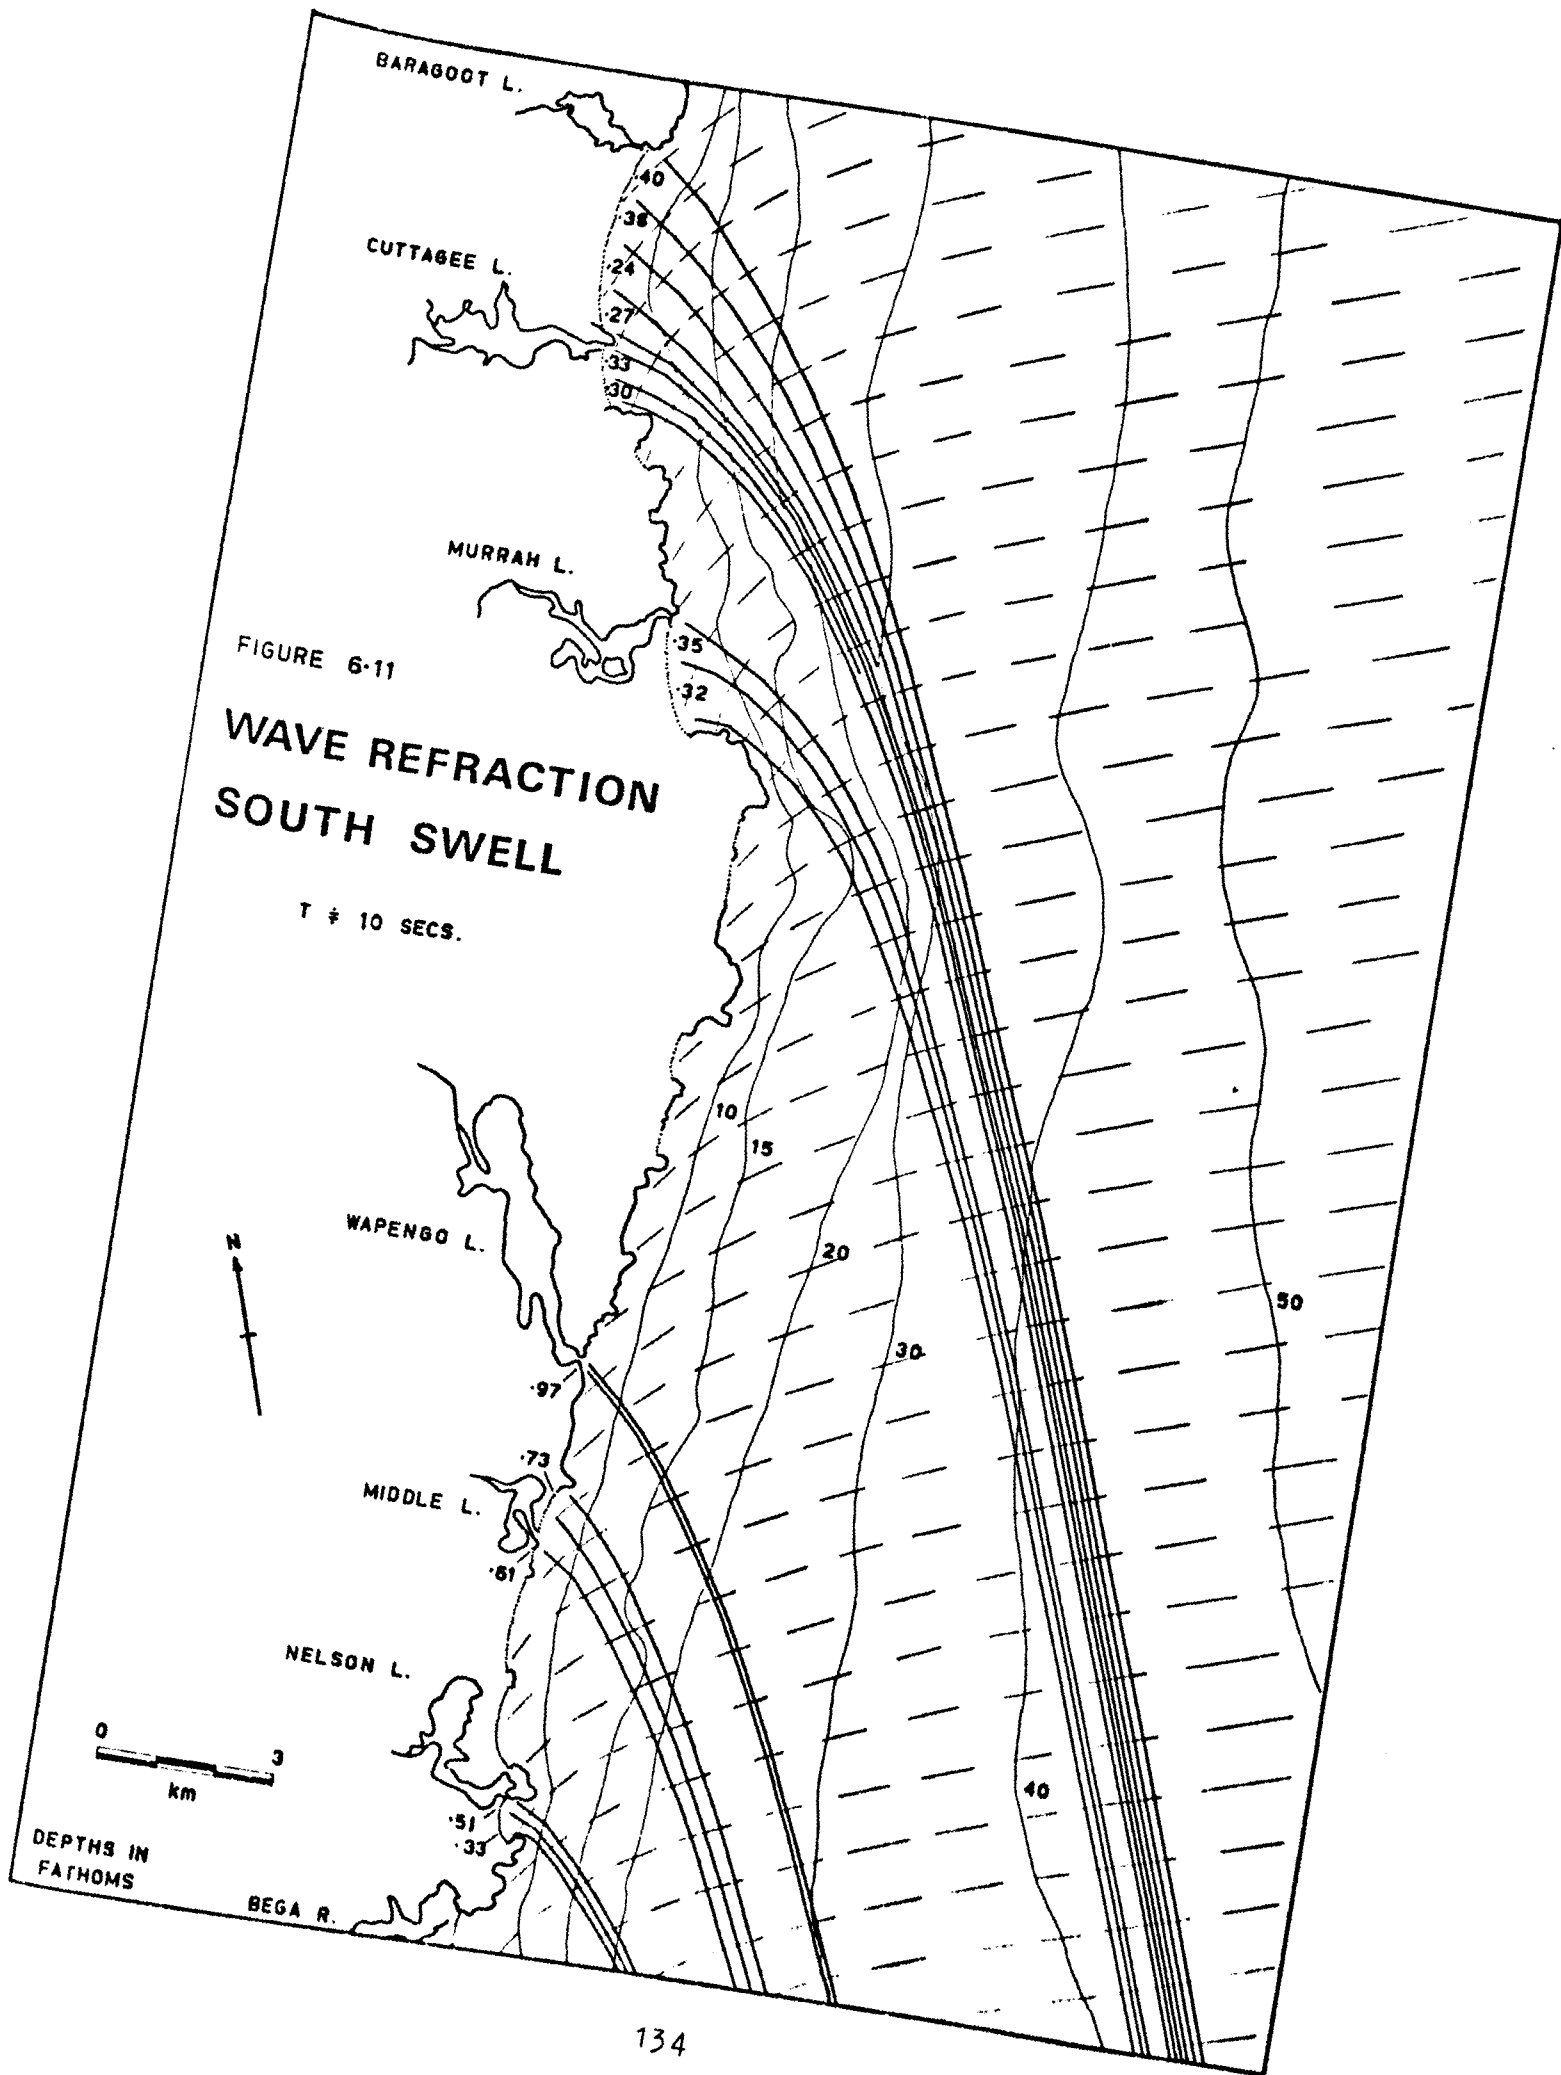 BARAGOOT L.
·40
·38
CUTTAGEE L.
·24
·27
·33
·30
MURRAH L.
·35
FIGURE 6·11
·32
WAVE REFRACTION
SOUTH SWELL
T ≑ 10 SECS.
10
15
WAPENGO L.
N
20
50
30
·97
·73
MIDDLE L.
·61
NELSON L.
0 3
km
40
·51
·33
DEPTHS IN
FATHOMS
BEGA R.
134